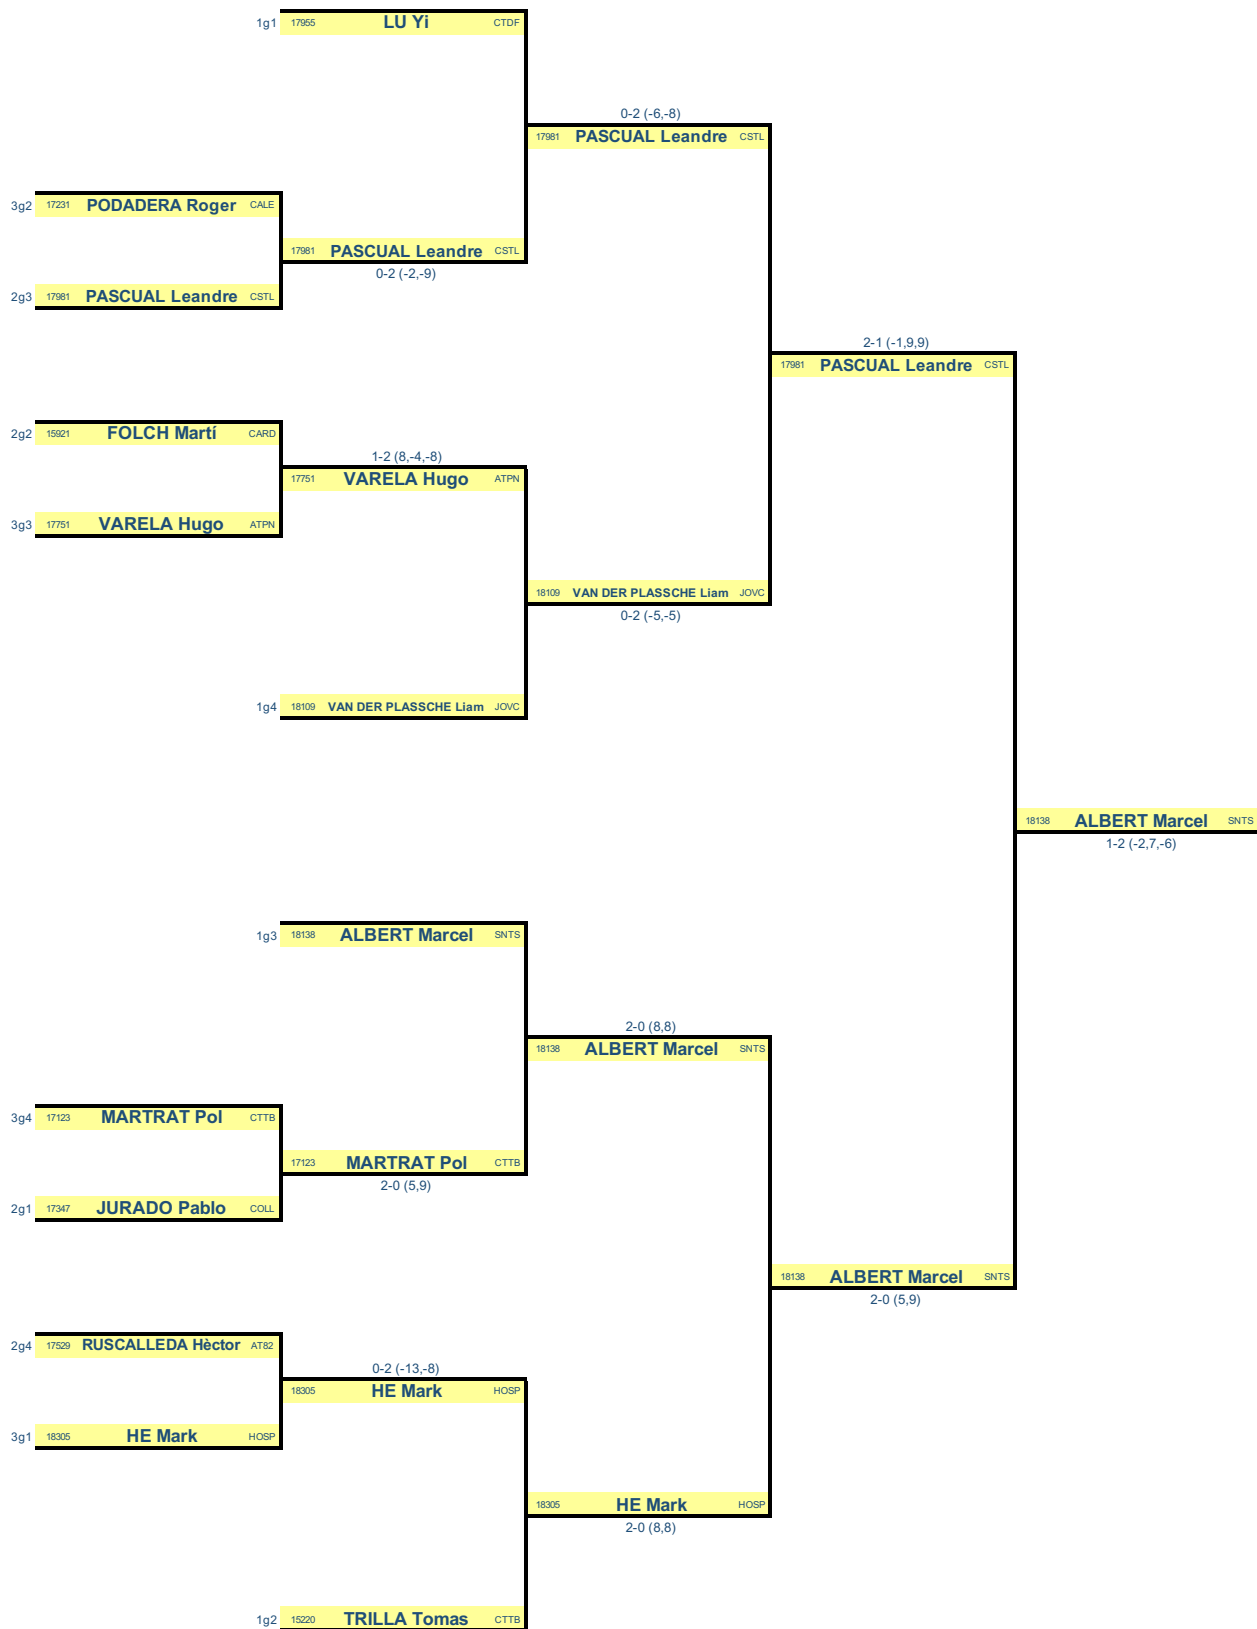 1g1 17955 LU Yi CTDF
0-2 (-6,-8)
17981 PASCUAL Leandre CSTL
3g2 17231 PODADERA Roger CALE
17981 PASCUAL Leandre CSTL
0-2 (-2,-9)
2g3 17981 PASCUAL Leandre CSTL
2-1 (-1,9,9)
17981 PASCUAL Leandre CSTL
2g2 15921 FOLCH Martí CARD
1-2 (8,-4,-8)
17751 VARELA Hugo ATPN
3g3 17751 VARELA Hugo ATPN
18109 VAN DER PLASSCHE Liam JOVC
0-2 (-5,-5)
1g4 18109 VAN DER PLASSCHE Liam JOVC
18138 ALBERT Marcel SNTS
1-2 (-2,7,-6)
1g3 18138 ALBERT Marcel SNTS
2-0 (8,8)
18138 ALBERT Marcel SNTS
3g4 17123 MARTRAT Pol CTTB
17123 MARTRAT Pol CTTB
2-0 (5,9)
2g1 17347 JURADO Pablo COLL
18138 ALBERT Marcel SNTS
2-0 (5,9)
2g4 17529 RUSCALLEDA Hèctor AT82
0-2 (-13,-8)
18305 HE Mark HOSP
3g1 18305 HE Mark HOSP
18305 HE Mark HOSP
2-0 (8,8)
1g2 15220 TRILLA Tomas CTTB